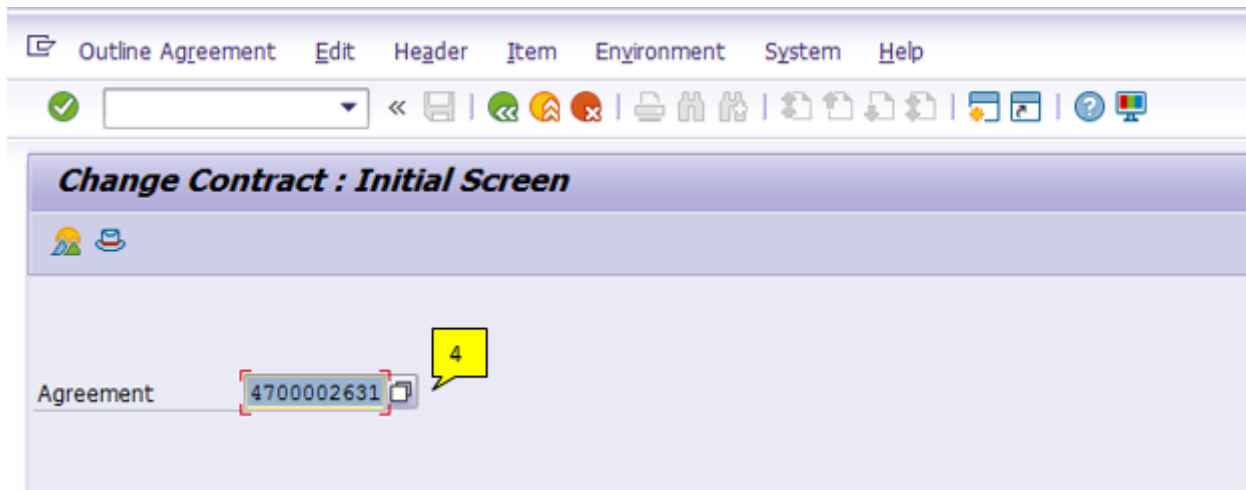 Outline Agreement Edit Header Item Environment System Help
Change Contract : Initial Screen
4
Agreement 4700002631